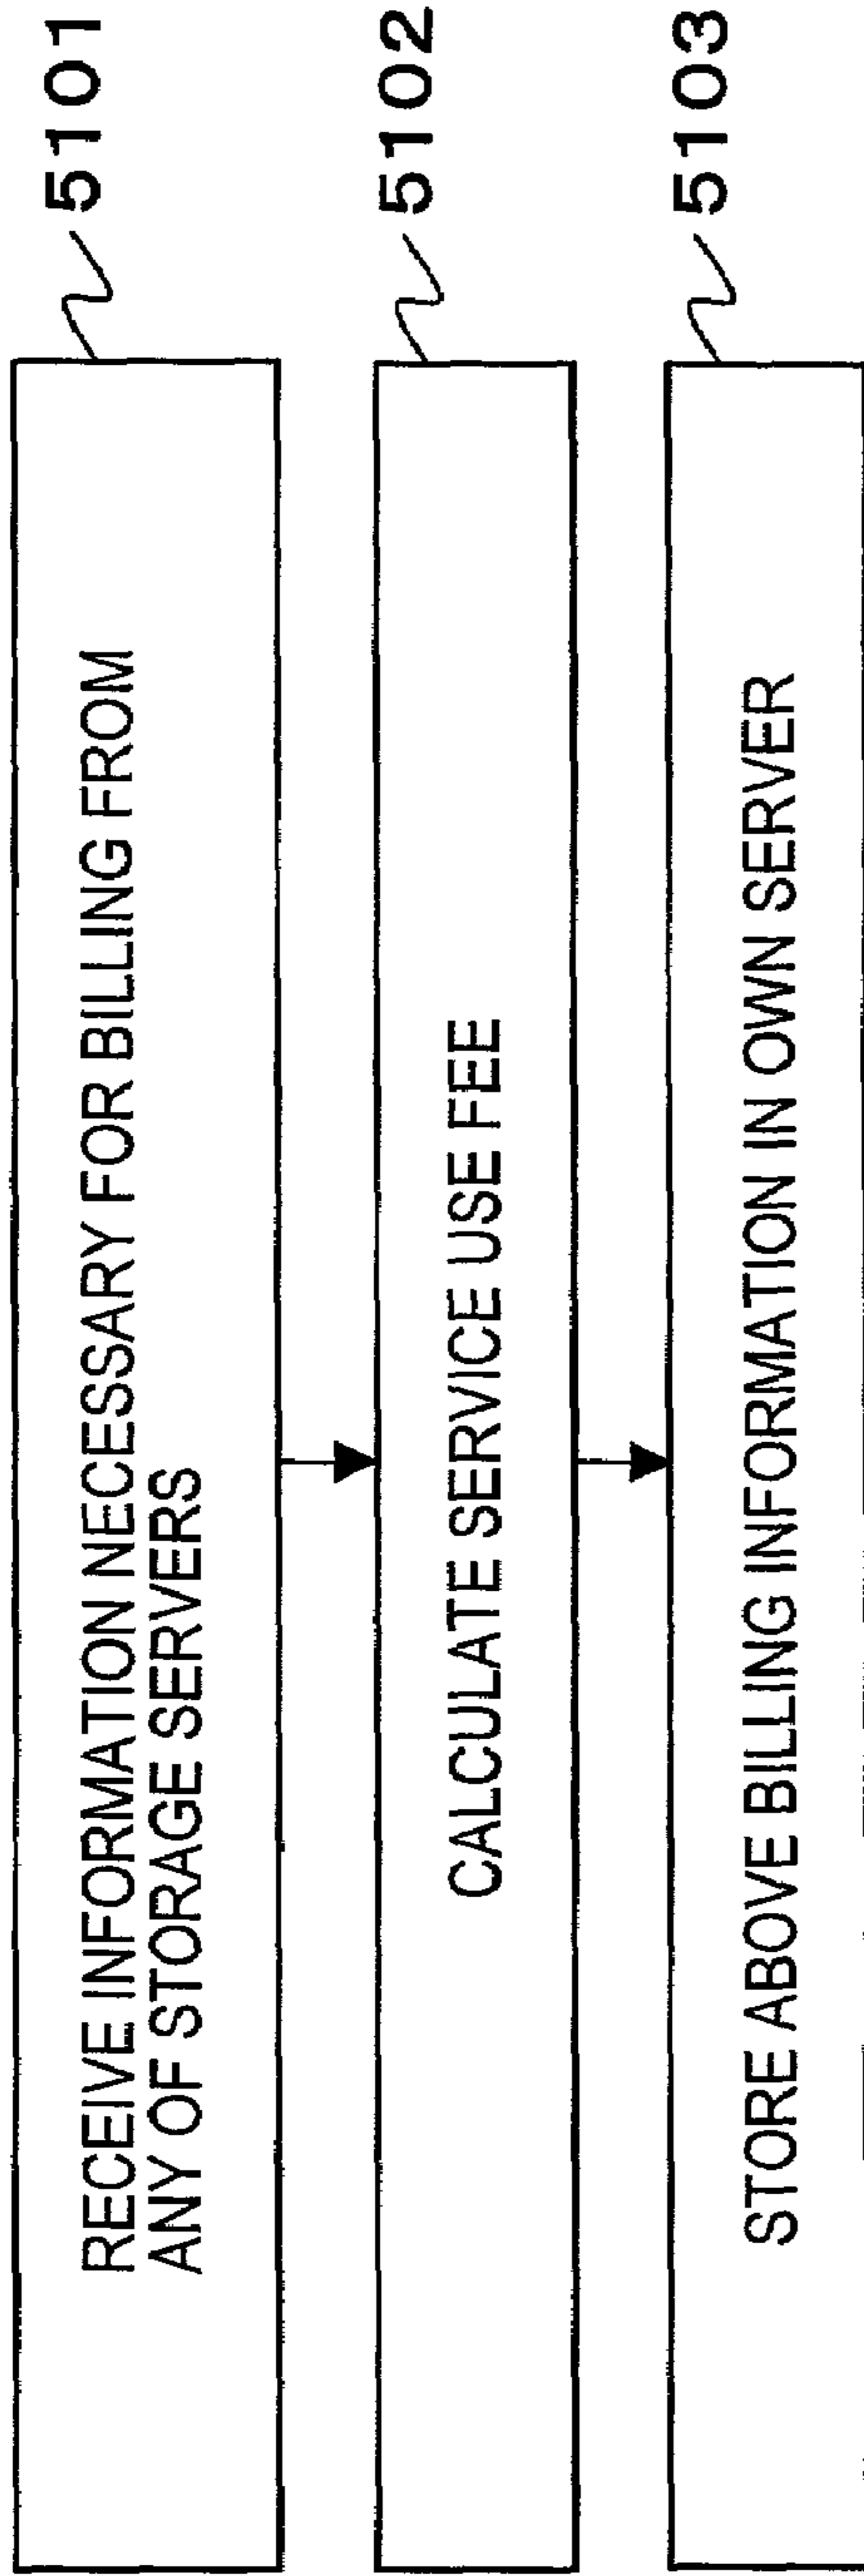 RECEIVE INFORMATION NECESSARY FOR BILLING FROM
ANY OF STORAGE SERVERS
5101
CALCULATE SERVICE USE FEE
5102
STORE ABOVE BILLING INFORMATION IN OWN SERVER
5103